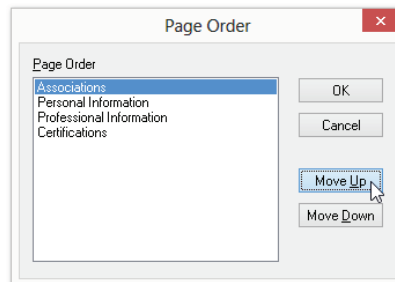 Page Order
Page Order
Associations
Personal Information
Professional Information
Certifications
OK
Cancel
Move Up
Move Down